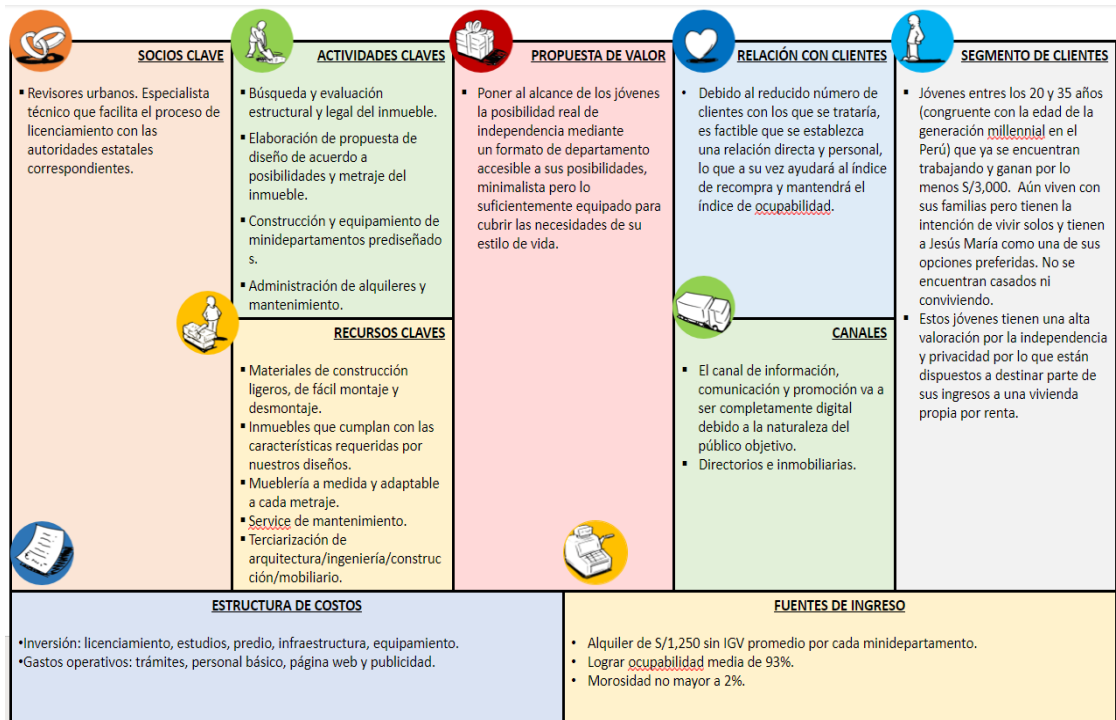 SOCIOS CLAVE
▪ Revisores urbanos. Especialista
técnico que facilita el proceso de
licenciamiento con las
autoridades estatales
correspondientes.
ACTIVIDADES CLAVES
▪ Búsqueda y evaluación
estructural y legal del inmueble.
▪ Elaboración de propuesta de
diseño de acuerdo a
posibilidades y metraje del
inmueble.
▪ Construcción y equipamiento de
minidepartamentos prediseñado
s.
▪ Administración de alquileres y
mantenimiento.
RECURSOS CLAVES
▪ Materiales de construcción
ligeros, de fácil montaje y
desmontaje.
▪ Inmuebles que cumplan con las
características requeridas por
nuestros diseños.
▪ Mueblería a medida y adaptable
a cada metraje.
▪ Service de mantenimiento.
▪ Terciarización de
arquitectura/ingeniería/construc
ción/mobiliario.
PROPUESTA DE VALOR
▪ Poner al alcance de los jóvenes
la posibilidad real de
independencia mediante
un formato de departamento
accesible a sus posibilidades,
minimalista pero lo
suficientemente equipado para
cubrir las necesidades de su
estilo de vida.
RELACIÓN CON CLIENTES
• Debido al reducido número de
clientes con los que se trataría,
es factible que se establezca
una relación directa y personal,
lo que a su vez ayudará al índice
de recompra y mantendrá el
índice de ocupabilidad.
CANALES
▪ El canal de información,
comunicación y promoción va a
ser completamente digital
debido a la naturaleza del
público objetivo.
▪ Directorios e inmobiliarias.
SEGMENTO DE CLIENTES
▪ Jóvenes entres los 20 y 35 años
(congruente con la edad de la
generación millennial en el
Perú) que ya se encuentran
trabajando y ganan por lo
menos S/3,000. Aún viven con
sus familias pero tienen la
intención de vivir solos y tienen
a Jesús María como una de sus
opciones preferidas. No se
encuentran casados ni
conviviendo.
▪ Estos jóvenes tienen una alta
valoración por la independencia
y privacidad por lo que están
dispuestos a destinar parte de
sus ingresos a una vivienda
propia por renta.
ESTRUCTURA DE COSTOS
•Inversión: licenciamiento, estudios, predio, infraestructura, equipamiento.
•Gastos operativos: trámites, personal básico, página web y publicidad.
FUENTES DE INGRESO
• Alquiler de S/1,250 sin IGV promedio por cada minidepartamento.
• Lograr ocupabilidad media de 93%.
• Morosidad no mayor a 2%.